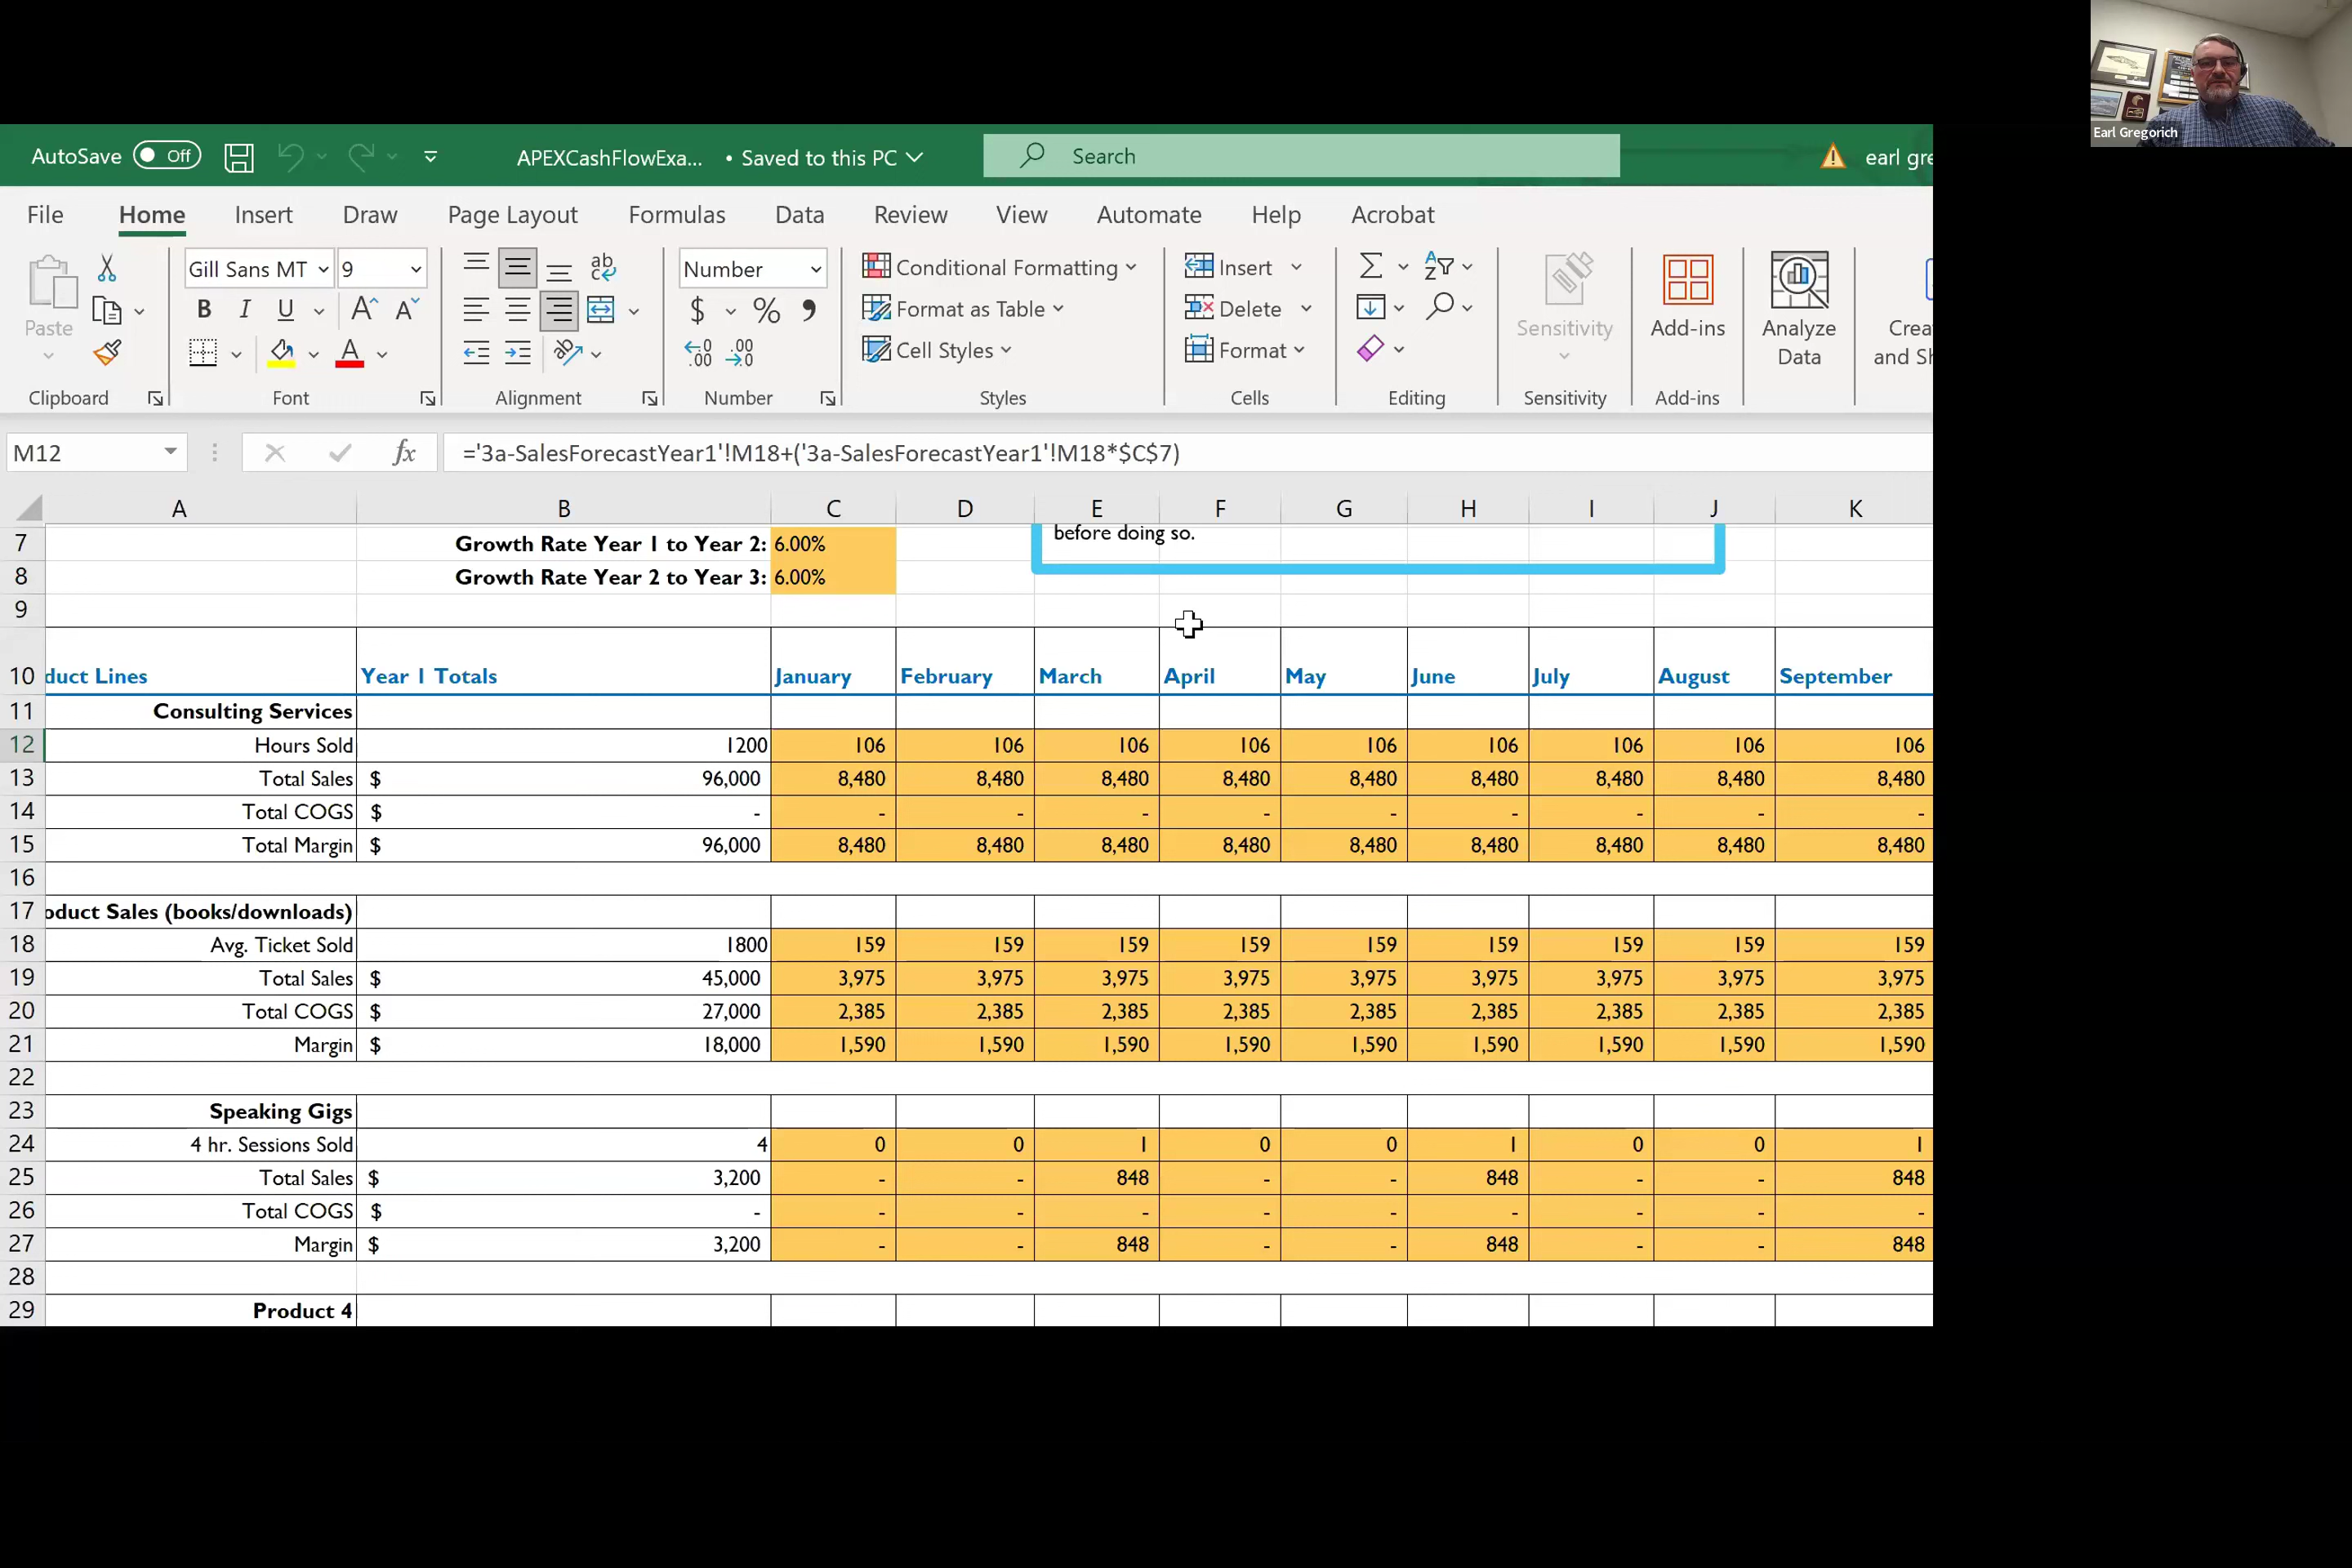 Earl Gregorich
AutoSave Off APEXCashFlowExa... • Saved to this PC Search earl gre
File Home Insert Draw Page Layout Formulas Data Review View Automate Help Acrobat
Paste Gill Sans MT 9 ab c Number Conditional Formatting Insert Σ A Z
B I U A^ A˅ $ % , Format as Table Delete
A ←0 .00 .00 →0 Cell Styles Format
Sensitivity Add-ins Analyze Data Crea and Sh
Clipboard Font Alignment Number Styles Cells Editing Sensitivity Add-ins
M12 fx ='3a-SalesForecastYear1'!M18+('3a-SalesForecastYear1'!M18*$C$7)
A B C D E F G H I J K
before doing so.
7 Growth Rate Year 1 to Year 2: 6.00%
8 Growth Rate Year 2 to Year 3: 6.00%
9
10 duct Lines Year 1 Totals January February March April May June July August September
11 Consulting Services
12 Hours Sold 1200 106 106 106 106 106 106 106 106 106
13 Total Sales $ 96,000 8,480 8,480 8,480 8,480 8,480 8,480 8,480 8,480 8,480
14 Total COGS $ - - - - - - - - - -
15 Total Margin $ 96,000 8,480 8,480 8,480 8,480 8,480 8,480 8,480 8,480 8,480
16
17 oduct Sales (books/downloads)
18 Avg. Ticket Sold 1800 159 159 159 159 159 159 159 159 159
19 Total Sales $ 45,000 3,975 3,975 3,975 3,975 3,975 3,975 3,975 3,975 3,975
20 Total COGS $ 27,000 2,385 2,385 2,385 2,385 2,385 2,385 2,385 2,385 2,385
21 Margin $ 18,000 1,590 1,590 1,590 1,590 1,590 1,590 1,590 1,590 1,590
22
23 Speaking Gigs
24 4 hr. Sessions Sold 4 0 0 1 0 0 1 0 0 1
25 Total Sales $ 3,200 - - 848 - - 848 - - 848
26 Total COGS $ - - - - - - - - - -
27 Margin $ 3,200 - - 848 - - 848 - - 848
28
29 Product 4